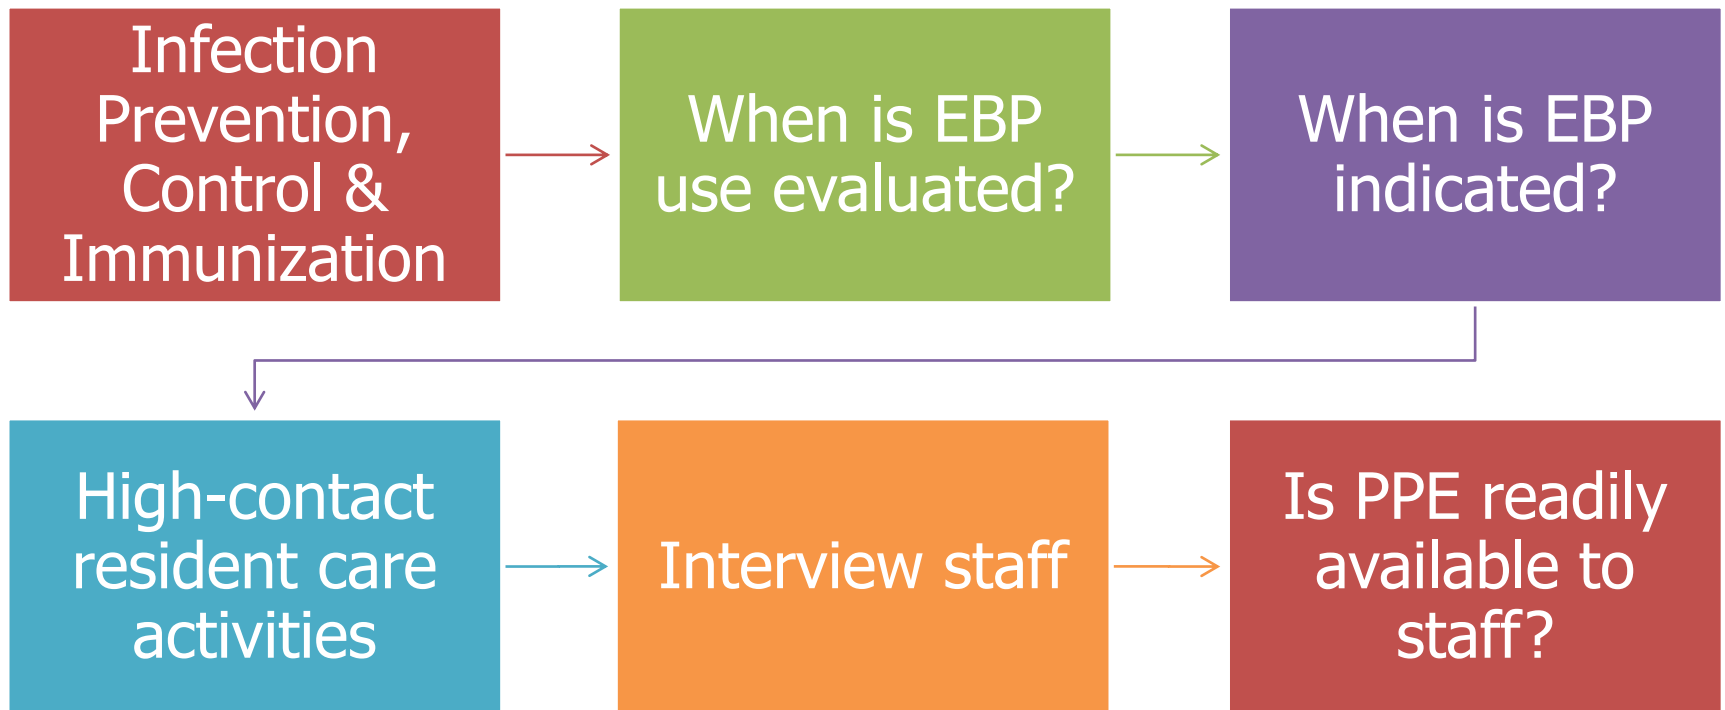 Infection
Prevention,
Control &
Immunization
When is EBP
use evaluated?
When is EBP
indicated?
High-contact
resident care
activities
Interview staff
Is PPE readily
available to
staff?